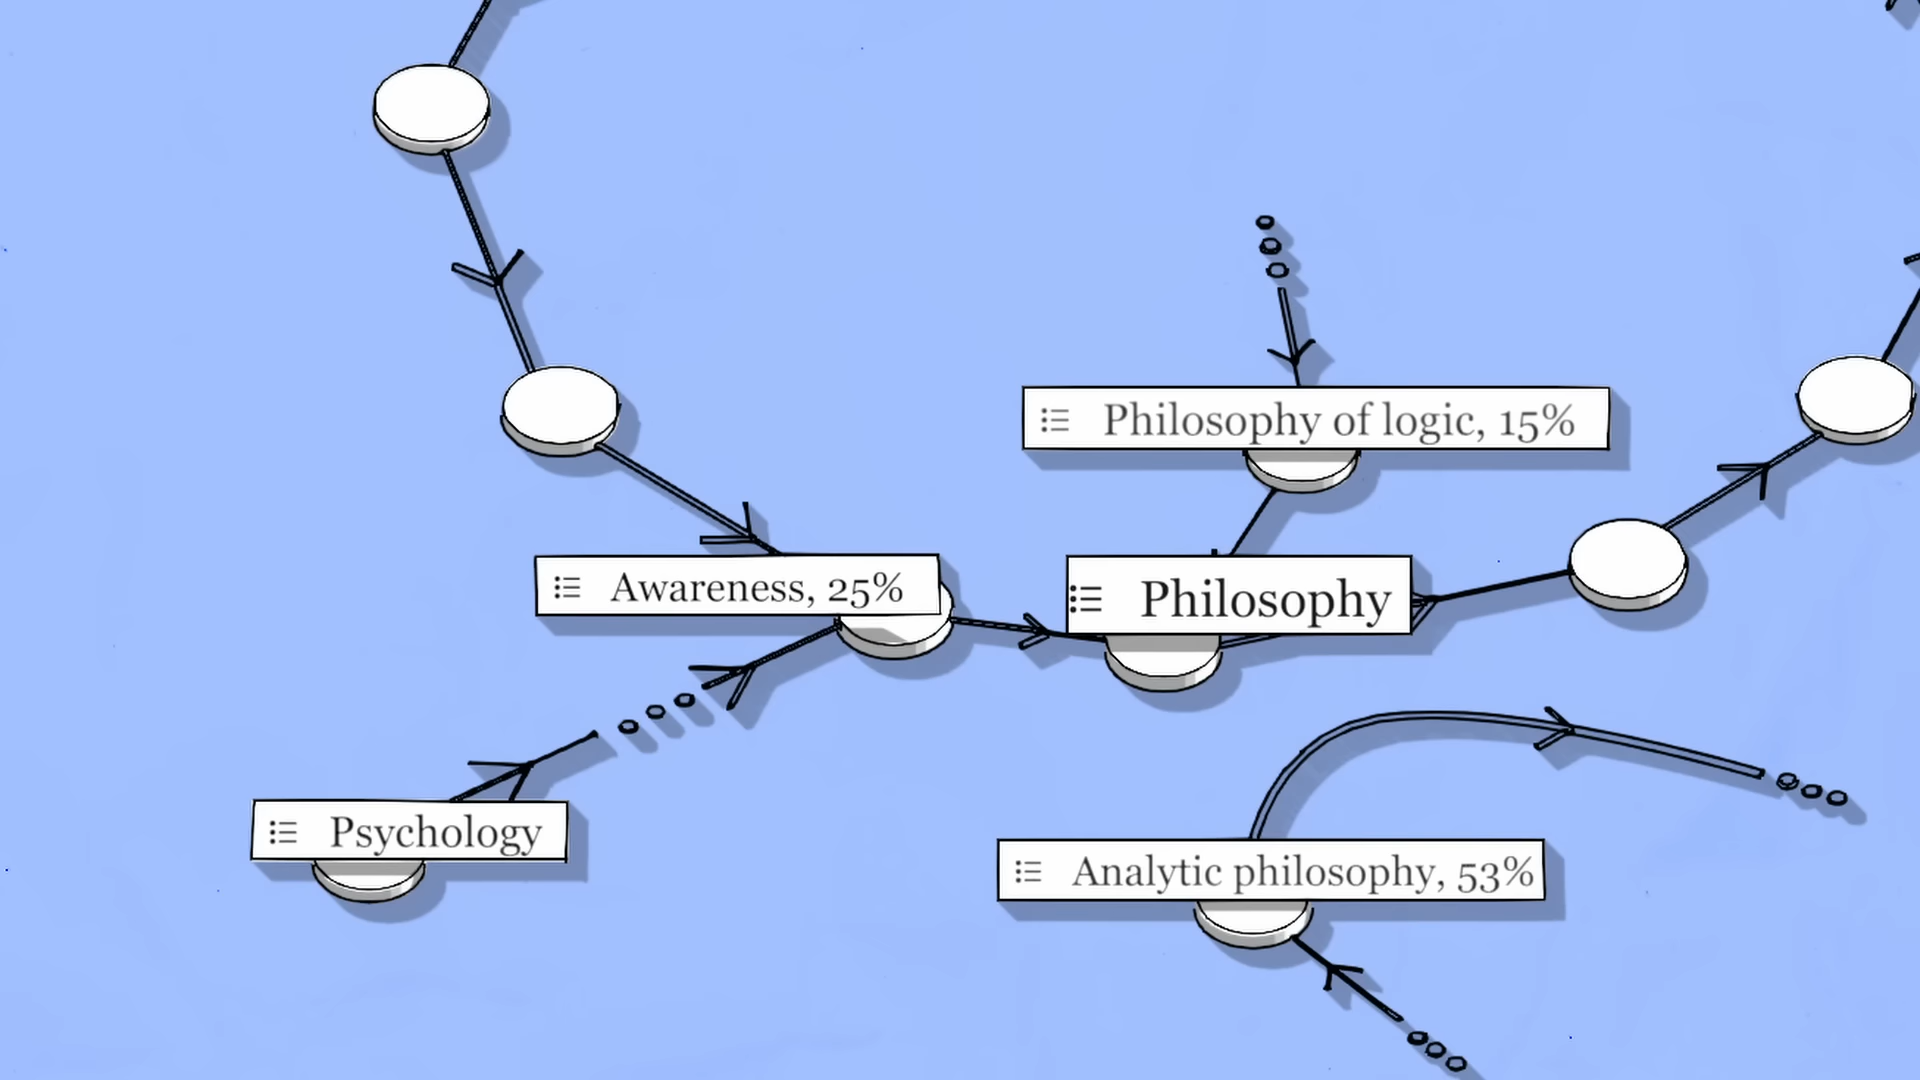 Philosophy of logic, 15%
Awareness, 25%
Philosophy
Psychology
Analytic philosophy, 53%